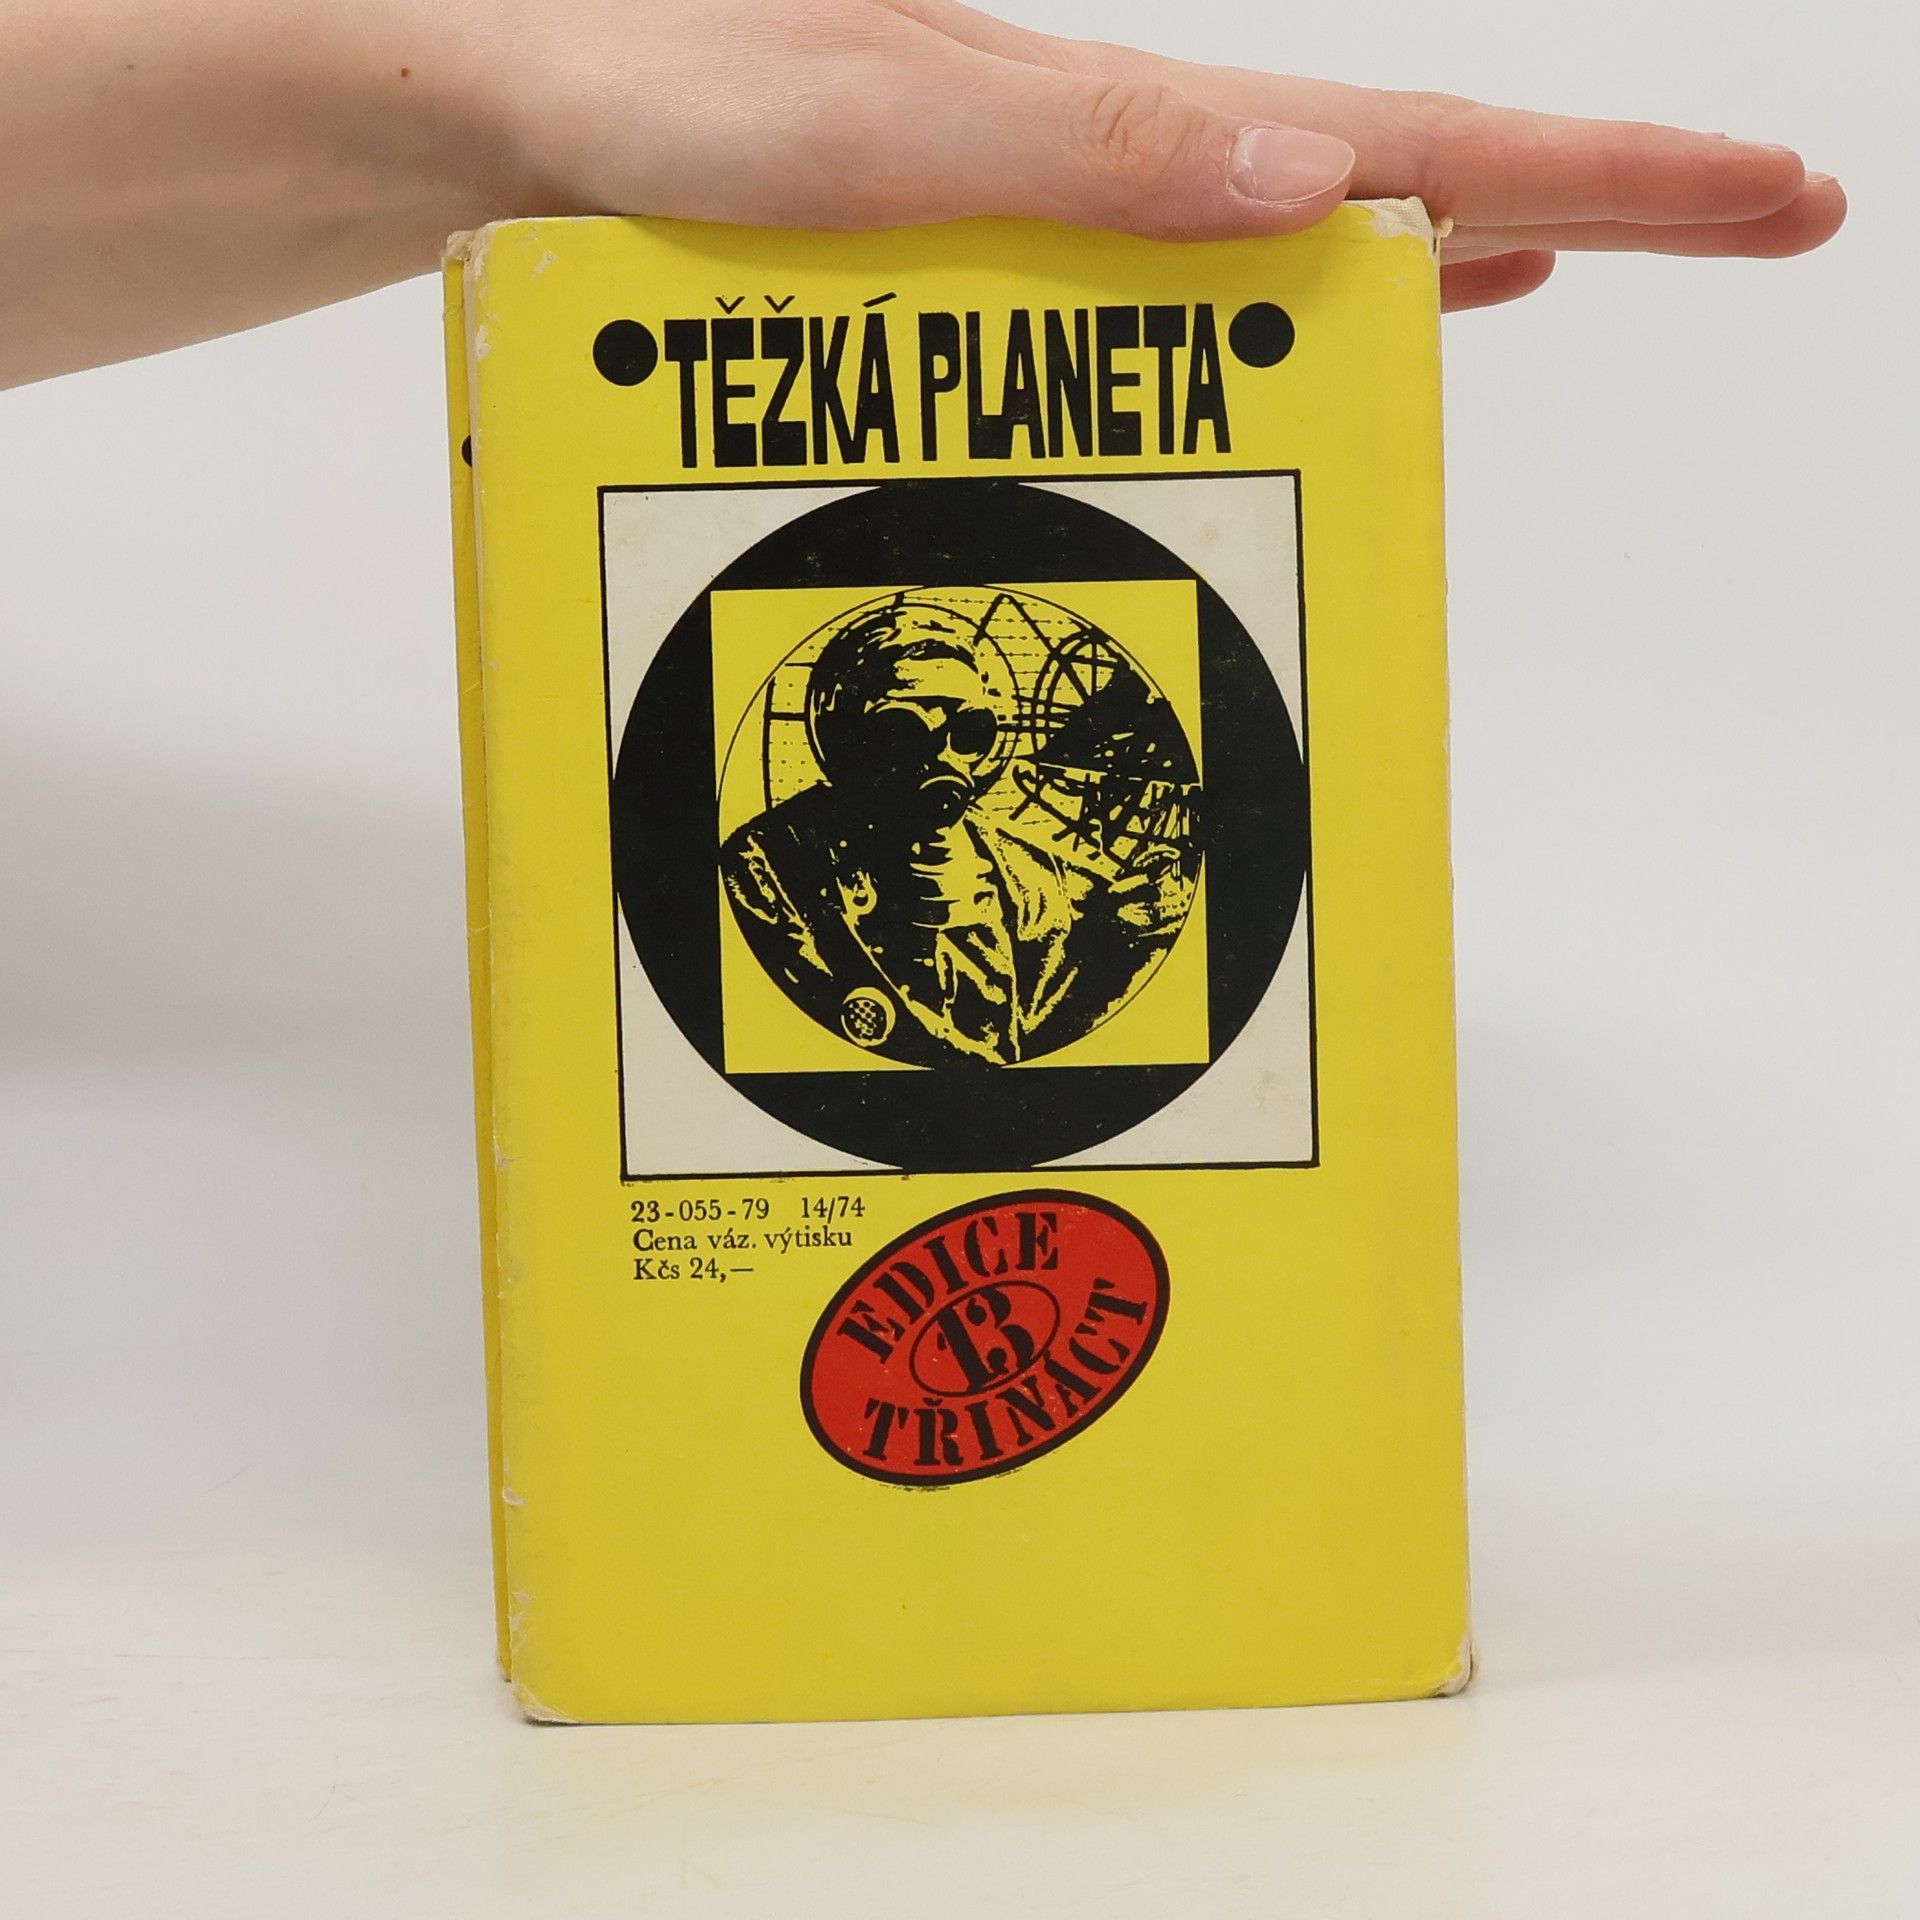 TĚŽKÁ PLANETA
23-055-79 14/74
Cena váz. výtisku
Kčs 24,—
EDICE
13
TŘINÁCT